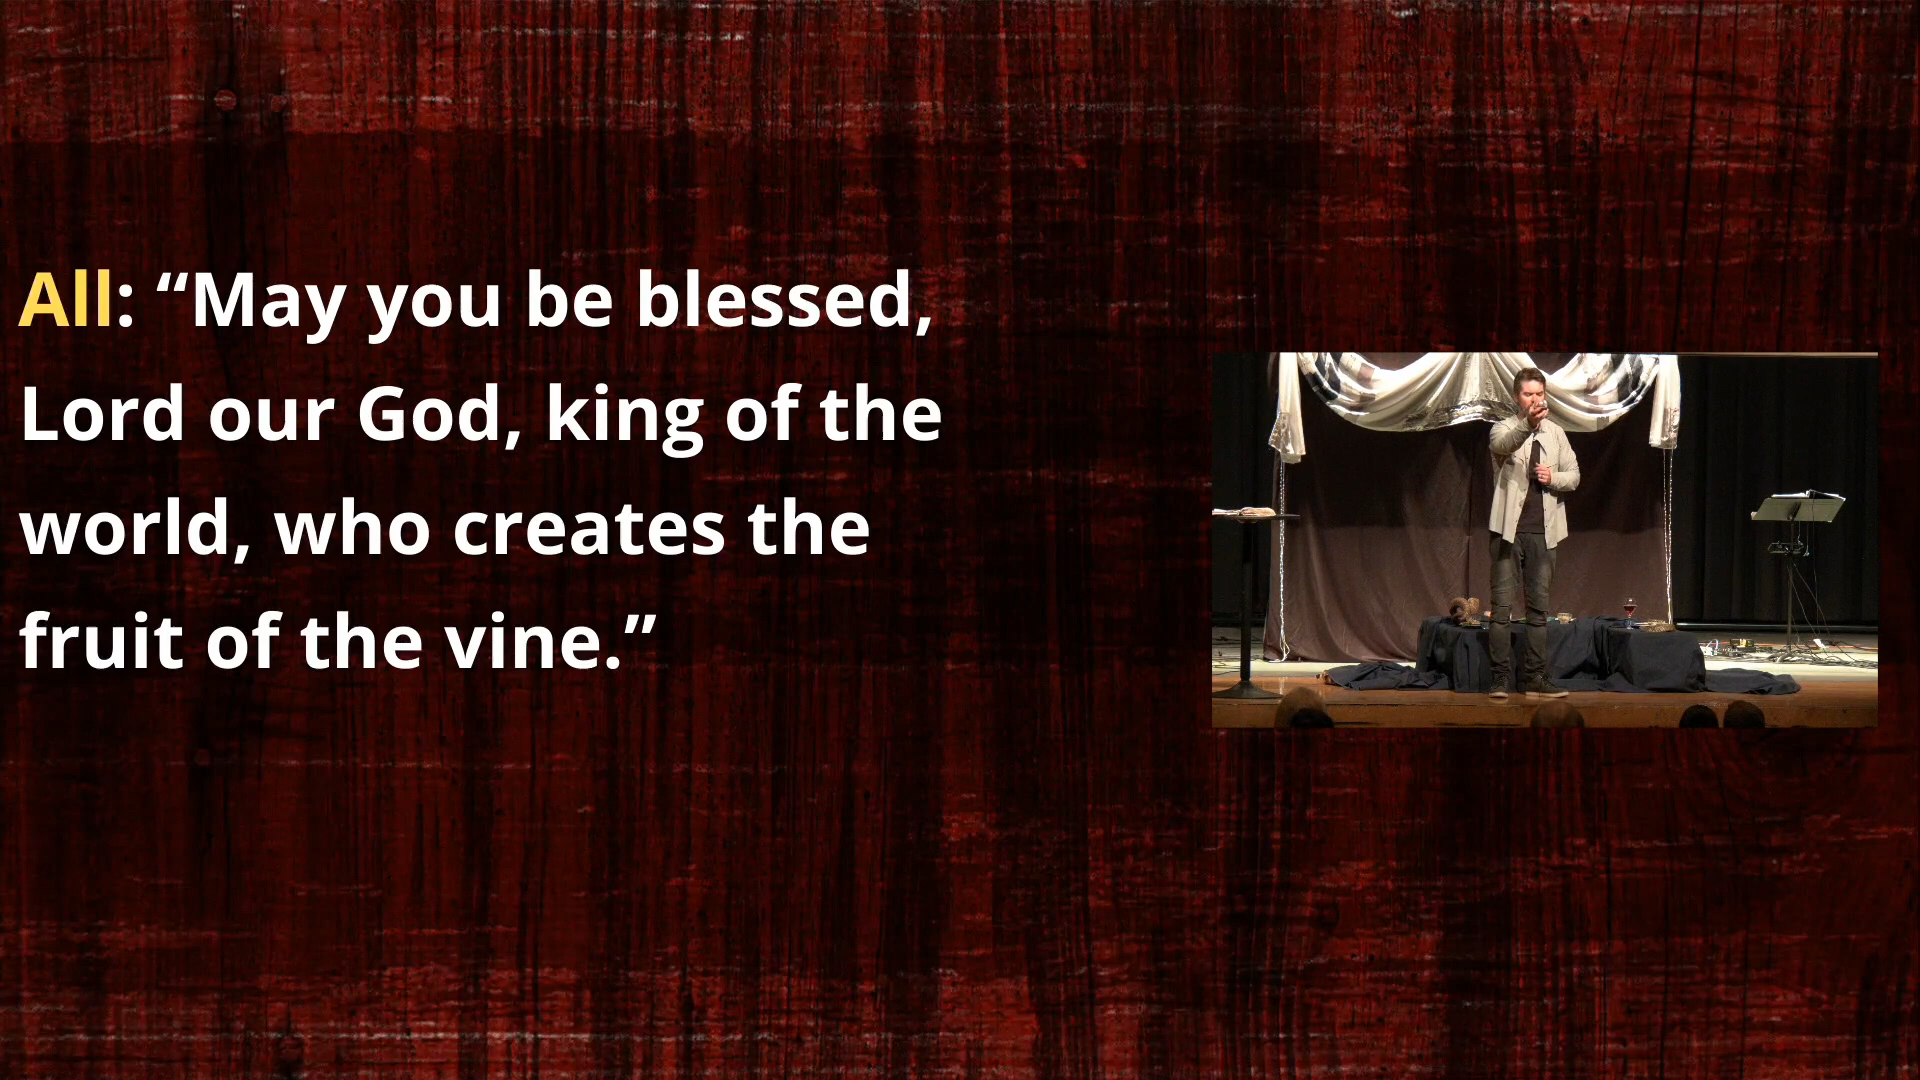 All: “May you be blessed,
Lord our God, king of the
world, who creates the
fruit of the vine.”